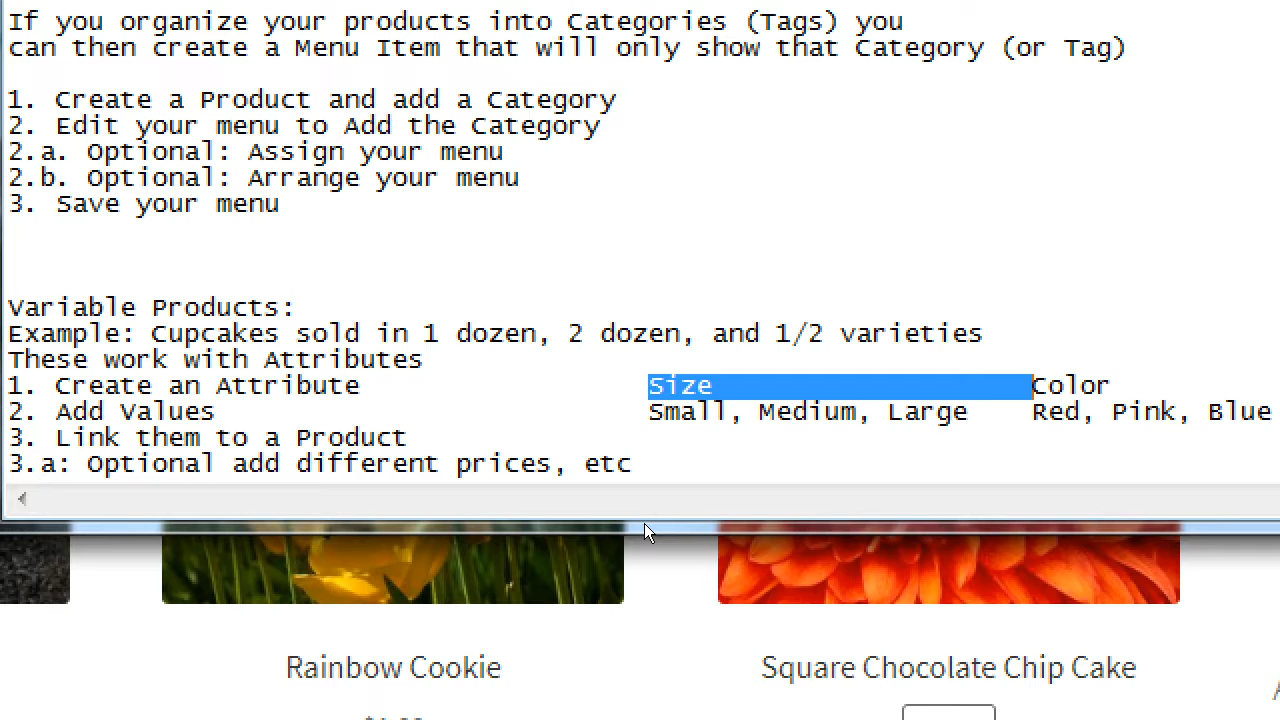 If you organize your products into Categories (Tags) you
can then create a Menu Item that will only show that Category (or Tag)
1. Create a Product and add a Category
2. Edit your menu to Add the Category
2.a. Optional: Assign your menu
2.b. Optional: Arrange your menu
3. Save your menu
Variable Products:
Example: Cupcakes sold in 1 dozen, 2 dozen, and 1/2 varieties
These work with Attributes
1. Create an Attribute Size Color
2. Add Values Small, Medium, Large Red, Pink, Blue
3. Link them to a Product
3.a: Optional add different prices, etc
Rainbow Cookie Square Chocolate Chip Cake